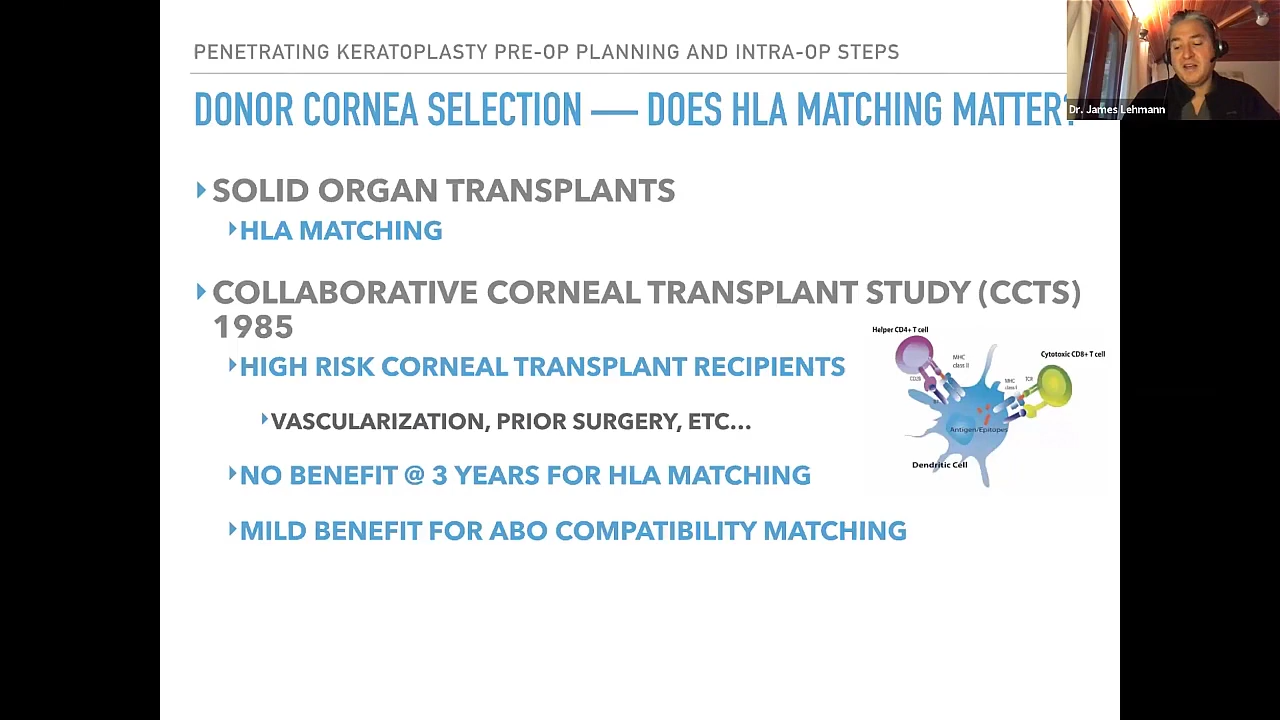 PENETRATING KERATOPLASTY PRE-OP PLANNING AND INTRA-OP STEPS
DONOR CORNEA SELECTION — DOES HLA MATCHING MATTER?
Dr. James Lehmann
SOLID ORGAN TRANSPLANTS
HLA MATCHING
COLLABORATIVE CORNEAL TRANSPLANT STUDY (CCTS)
1985
HIGH RISK CORNEAL TRANSPLANT RECIPIENTS
VASCULARIZATION, PRIOR SURGERY, ETC...
NO BENEFIT @ 3 YEARS FOR HLA MATCHING
MILD BENEFIT FOR ABO COMPATIBILITY MATCHING
Helper CD4+ T cell
Cytotoxic CD8+ T cell
MHC
class II
MHC
class I
TCR
Antigen/Epitopes
Dendritic Cell